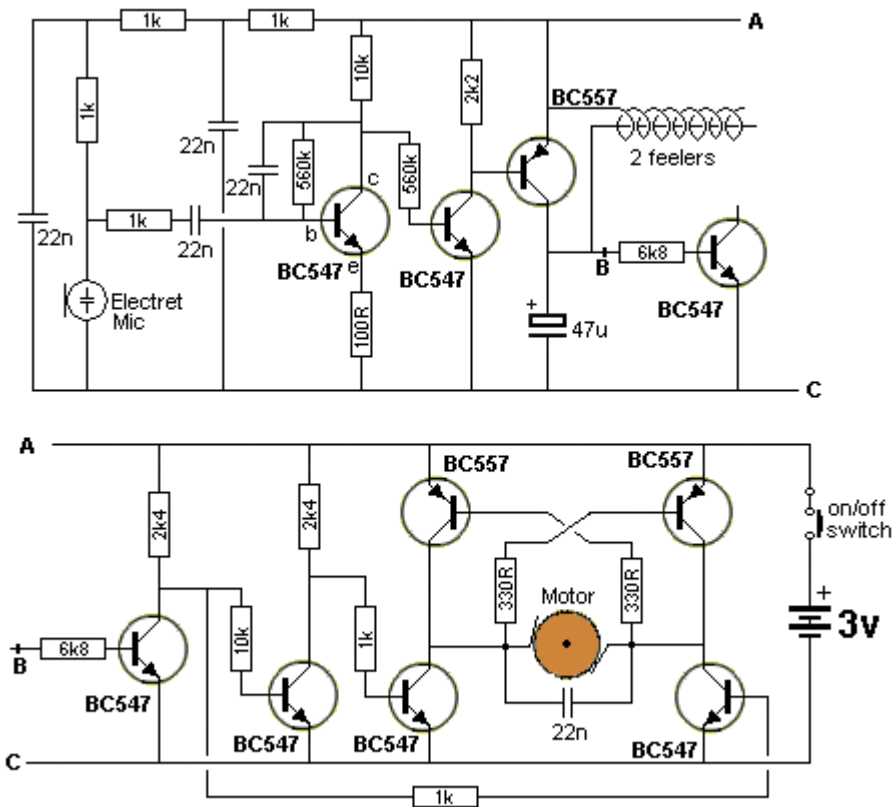 1k
1k
A
10k
2k2
BC557
1k
22n
2 feelers
560k
560k
22n
c
22n
1k
22n
b
BC547
e
BC547
B
6k8
BC547
Electret
Mic
100R
+
47u
C
A
BC557
BC557
2k4
2k4
on/off
switch
330R
Motor
330R
+
3v
10k
1k
B
6k8
BC547
BC547
BC547
22n
BC547
C
1k